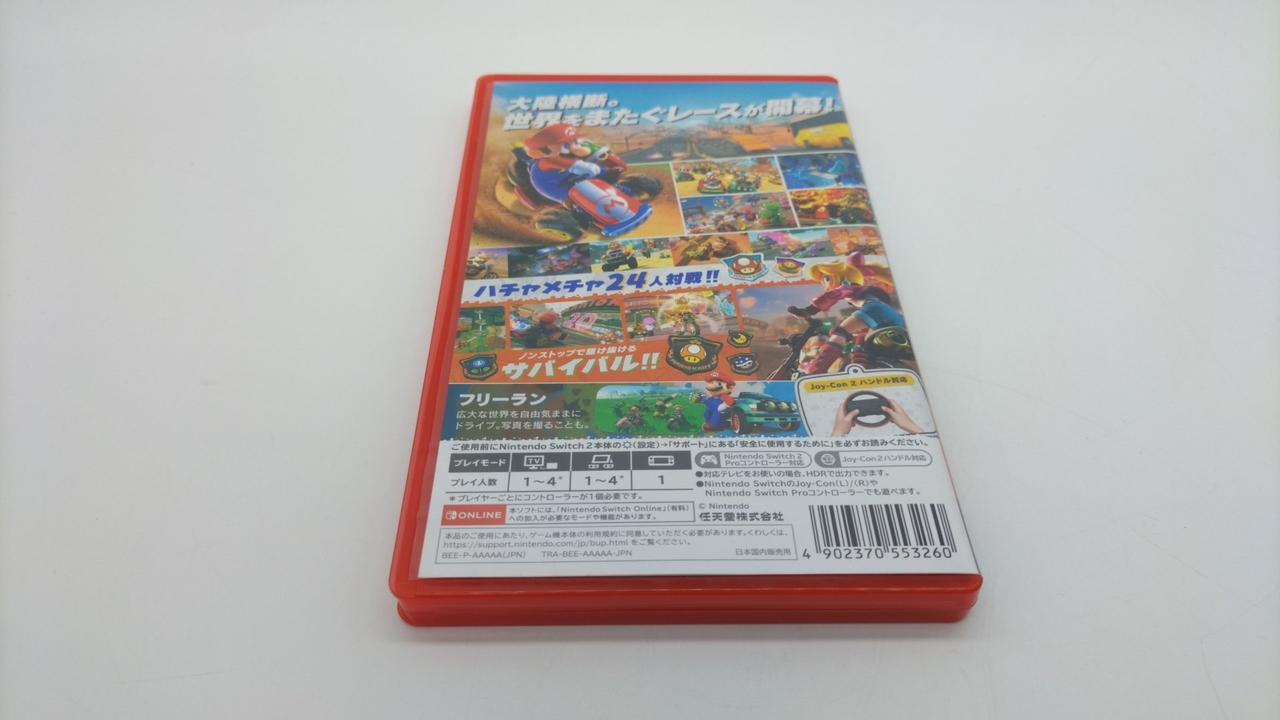 大陸横断。
世界をまたぐレースが開幕!
ハチャメチャ24人対戦!!
ノンストップで駆け抜ける
サバイバル!!
フリーラン
広大な世界を自由気ままに
ドライブ。写真を撮ることも。
Joy-Con 2 ハンドル対応
ご使用前にNintendo Switch 2本体の(設定)→「サポート」にある「安全に使用するために」を必ずお読みください。
プレイモード TV
プレイ人数 1~4* 1~4* 1
*プレイヤーごとにコントローラーが1個必要です。
Nintendo Switch 2
Proコントローラー対応
Joy-Con 2 ハンドル対応
●対応テレビをお使いの場合、HDRで出力できます。
●Nintendo SwitchのJoy-Con(L)/(R)や
Nintendo Switch Proコントローラーでも遊べます。
ONLINE
本ソフトには、「Nintendo Switch Online」(有料)
への加入が必要なモードや機能があります。
© Nintendo
任天堂株式会社
本品のご使用にあたり、ゲーム機本体の利用規約に同意していただく必要があります。くわしくは、
https://support.nintendo.com/jp/bup.html をご覧ください。
BEE-P-AAAAA(JPN) TRA-BEE-AAAAA-JPN 日本国内販売用
4 902370 553260